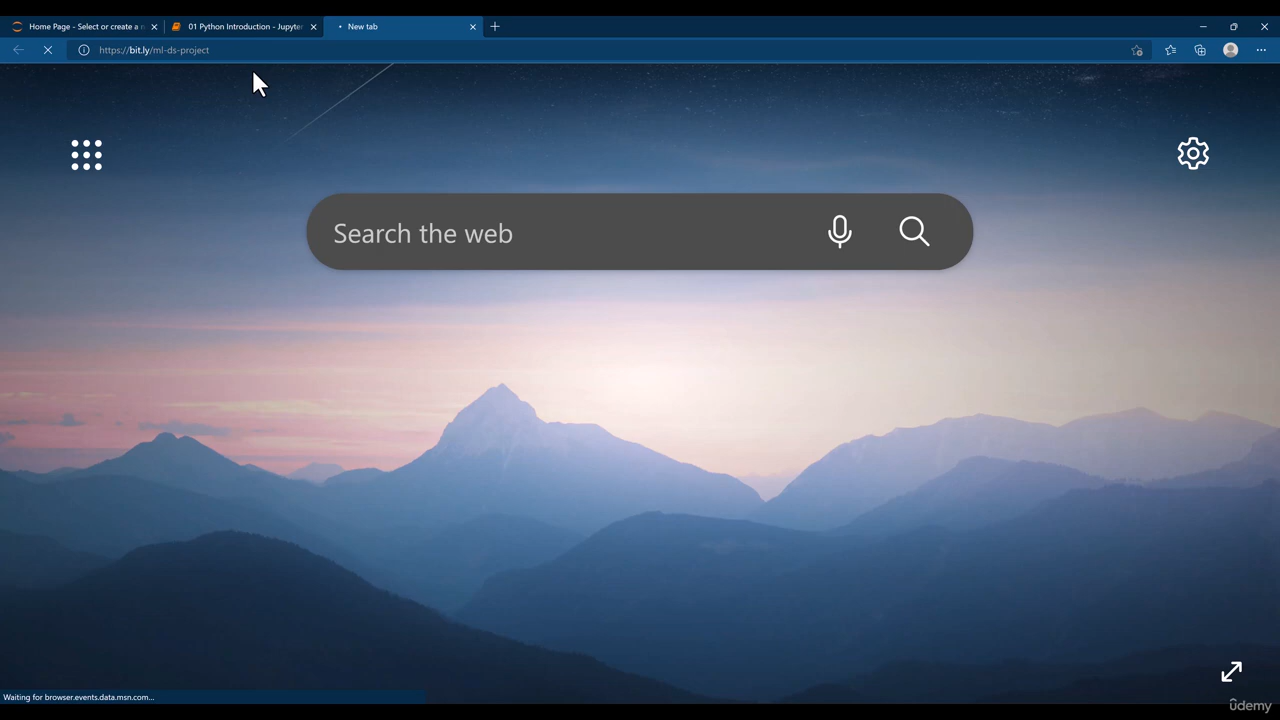 Home Page - Select or create a n
01 Python Introduction - Jupyter
New tab
https://bit.ly/ml-ds-project
Search the web
Waiting for browser.events.data.msn.com...
ûdemy